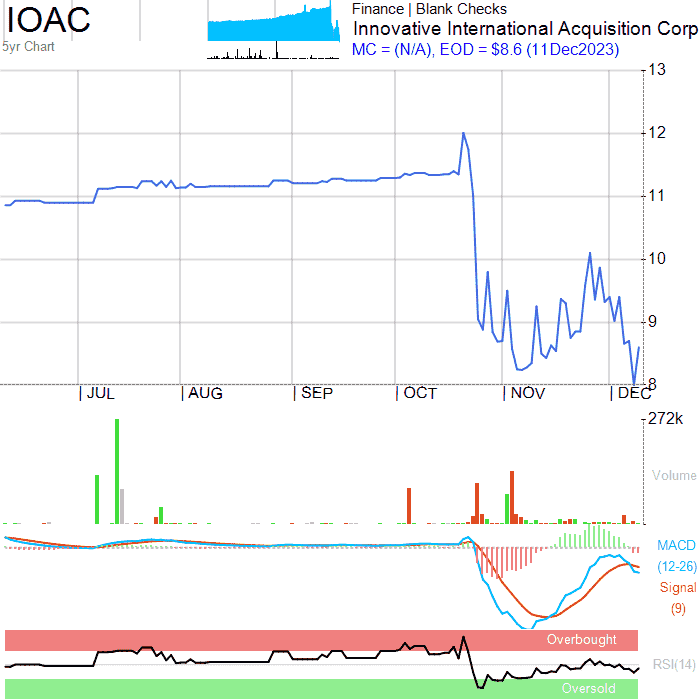 IOAC
5yr Chart
Finance | Blank Checks
Innovative International Acquisition Corp
MC = (N/A), EOD = $8.6 (11Dec2023)
13
12
11
10
9
8
JUL AUG SEP OCT NOV DEC
272k
Volume
MACD
(12-26)
Signal
(9)
Overbought
RSI(14)
Oversold